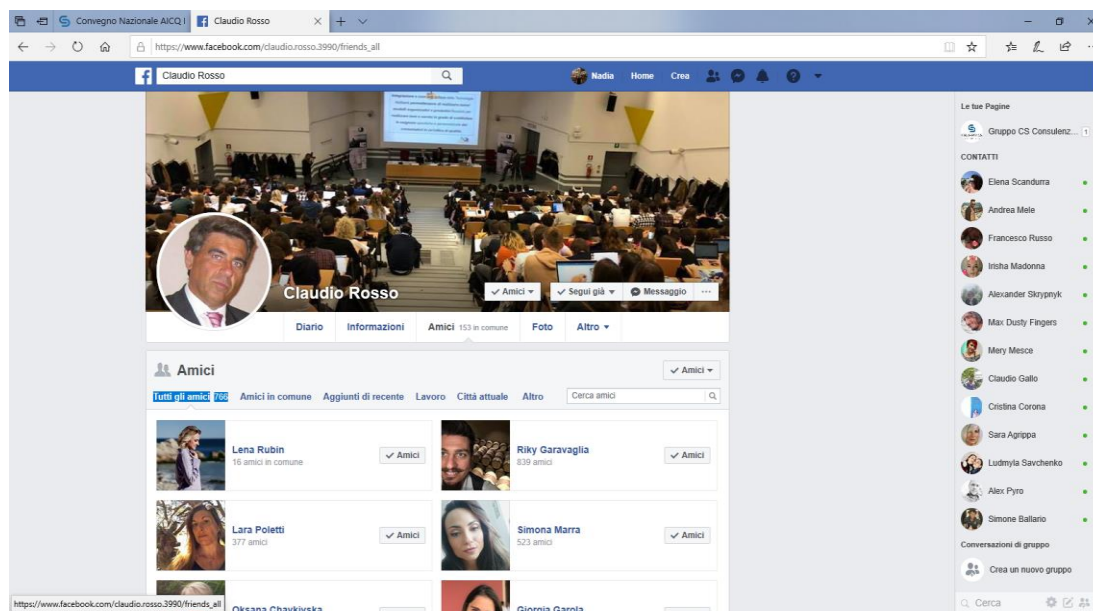 Convegno Nazionale AICQ I
Claudio Rosso
https://www.facebook.com/claudio.rosso.3990/friends_all
Claudio Rosso
Nadia Home Crea
Claudio Rosso
Amici
Segui già
Messaggio
Diario Informazioni Amici 153 in comune Foto Altro
Amici
Amici
Tutti gli amici 766 Amici in comune Aggiunti di recente Lavoro Città attuale Altro Cerca amici
Lena Rubin
16 amici in comune
Amici
Riky Garavaglia
839 amici
Amici
Lara Poletti
377 amici
Amici
Simona Marra
523 amici
Amici
Oksana Chaykivska
Giorgia Garola
https://www.facebook.com/claudio.rosso.3990/friends_all
Le tue Pagine
Gruppo CS Consulenz... 1
CONTATTI
Elena Scandurra
Andrea Mele
Francesco Russo
Irisha Madonna
Alexander Skrypnyk
Max Dusty Fingers
Mery Mesce
Claudio Gallo
Cristina Corona
Sara Agrippa
Ludmyla Savchenko
Alex Pyro
Simone Ballario
Conversazioni di gruppo
Crea un nuovo gruppo
Cerca